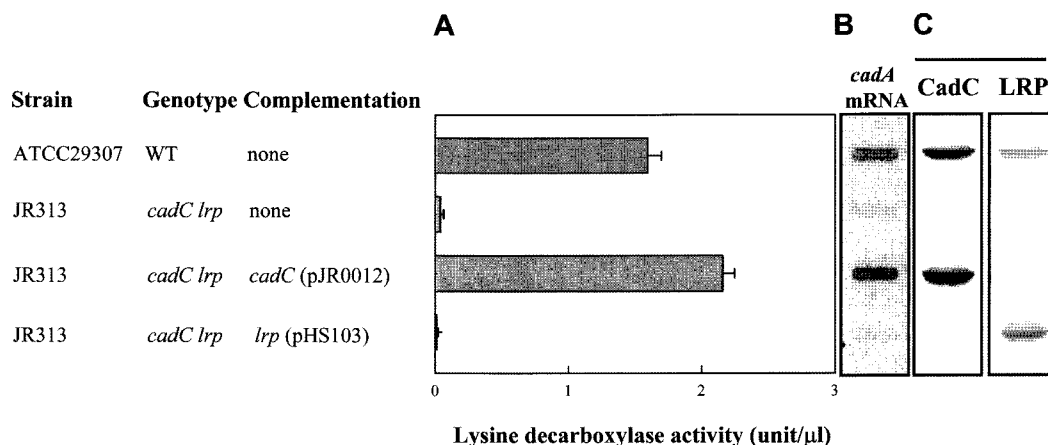 A B C
cadA
mRNA CadC LRP
Strain Genotype Complementation
ATCC29307 WT none
JR313 cadC lrp none
JR313 cadC lrp cadC (pJR0012)
JR313 cadC lrp lrp (pHS103)
0 1 2 3
Lysine decarboxylase activity (unit/µl)